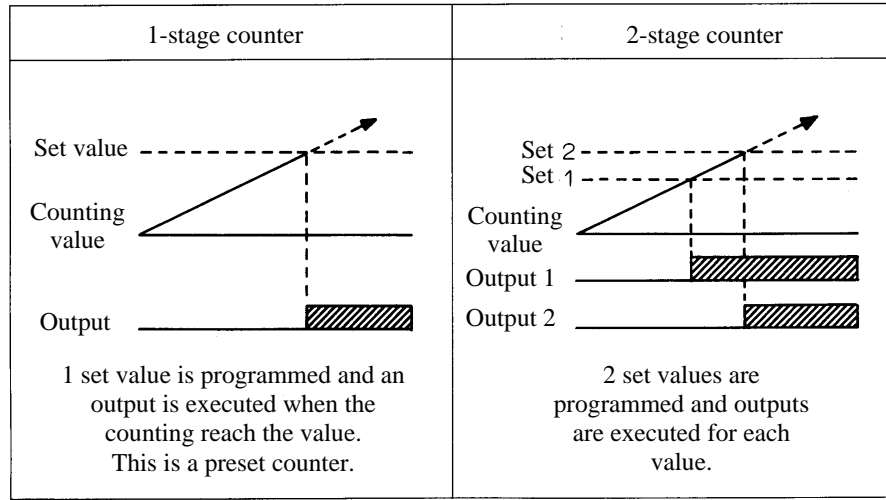 1-stage counter
Set value
Counting
value
Output
1 set value is programmed and an
output is executed when the
counting reach the value.
This is a preset counter.
2-stage counter
Set 2
Set 1
Counting
value
Output 1
Output 2
2 set values are
programmed and outputs
are executed for each
value.